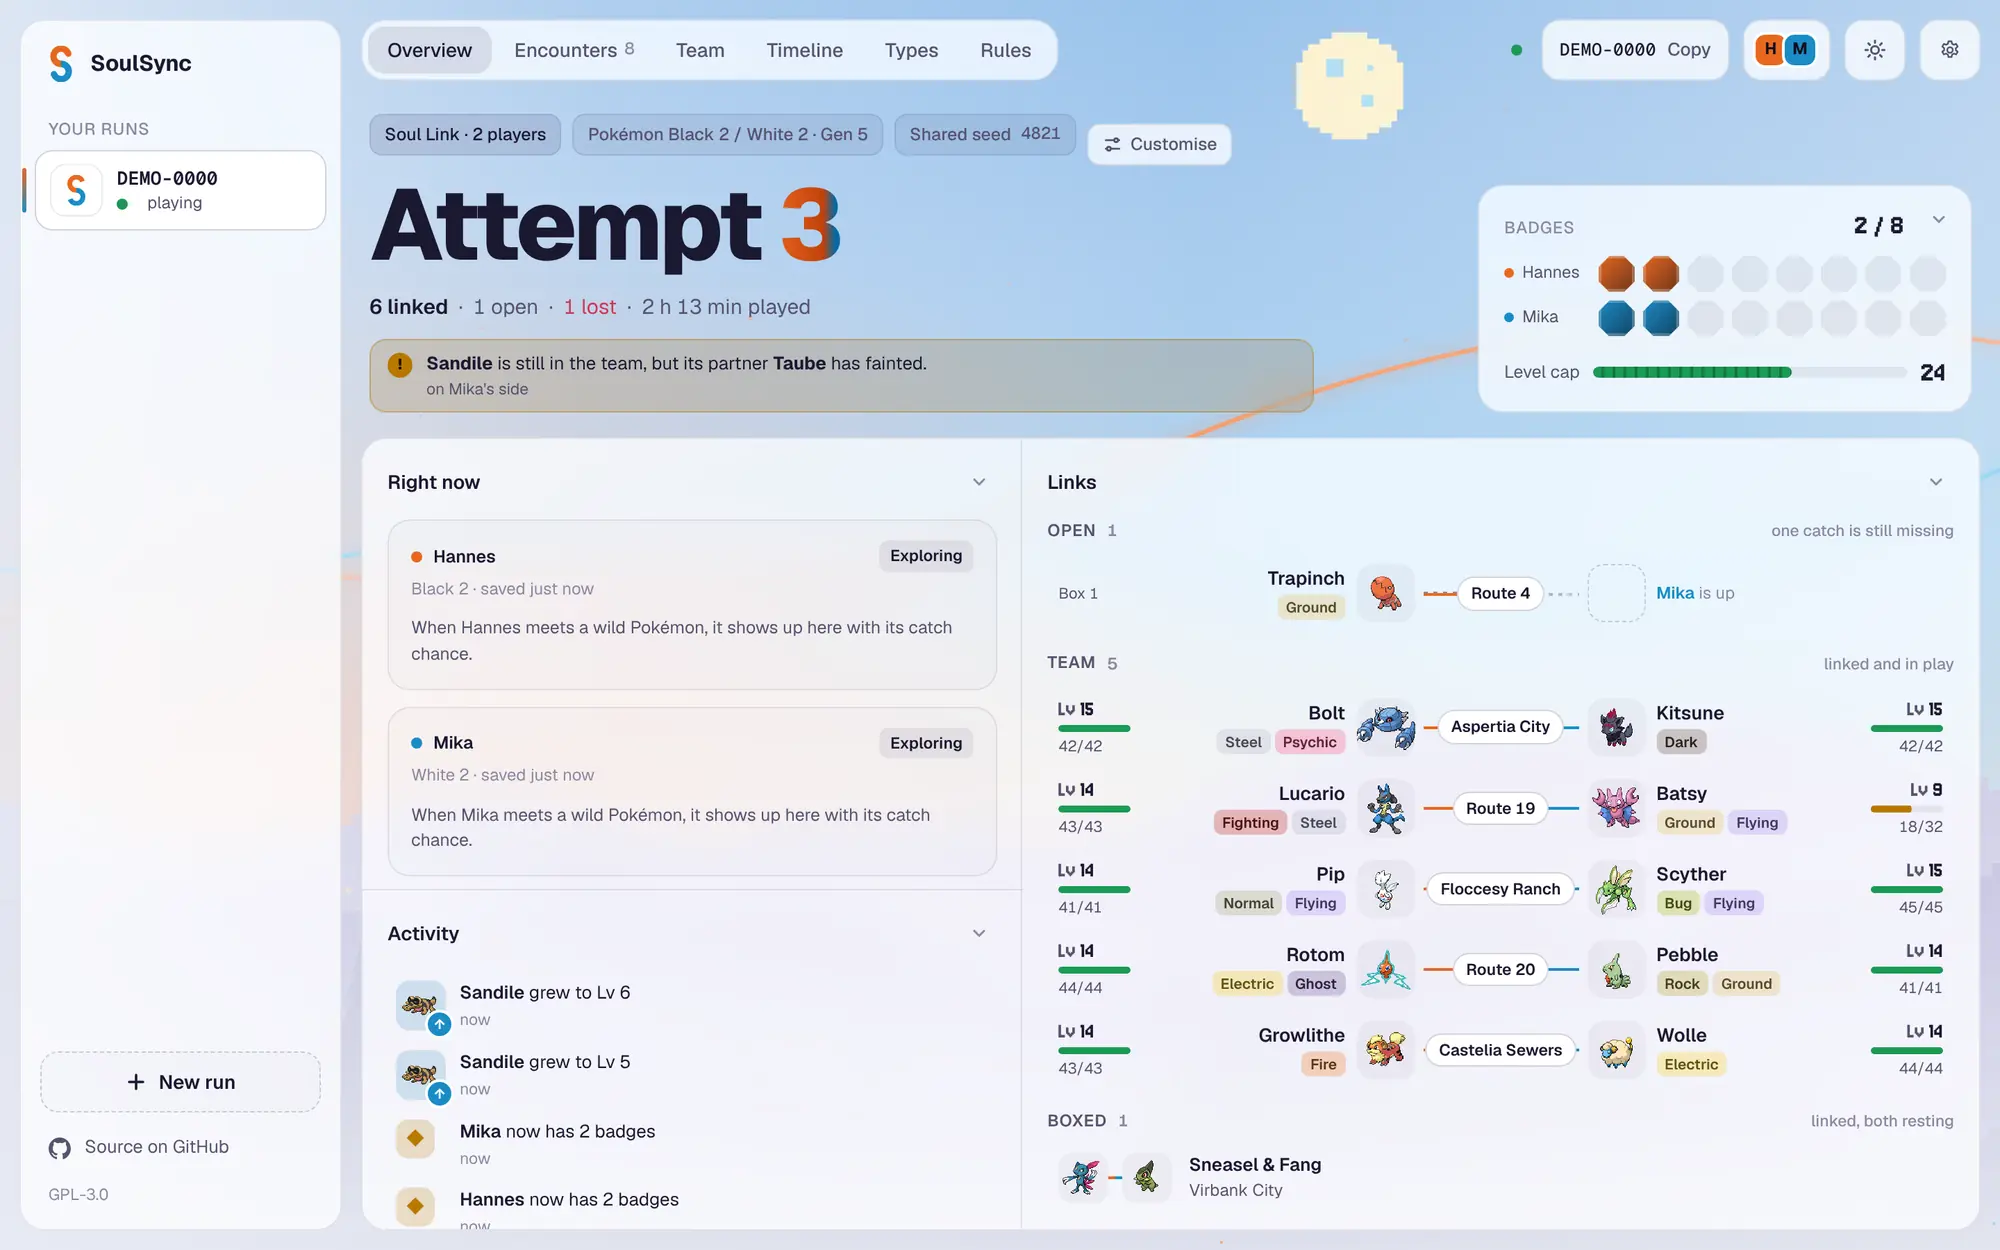 SoulSync
YOUR RUNS
DEMO-0000
playing
New run
Source on GitHub
GPL-3.0
Overview
Encounters 8
Team
Timeline
Types
Rules
DEMO-0000 Copy
H M
Soul Link · 2 players
Pokémon Black 2 / White 2 · Gen 5
Shared seed 4821
Customise
Attempt 3
6 linked · 1 open · 1 lost · 2 h 13 min played
! Sandile is still in the team, but its partner Taube has fainted.
on Mika's side
BADGES 2 / 8
Hannes
Mika
Level cap 24
Right now
Hannes Exploring
Black 2 · saved just now
When Hannes meets a wild Pokémon, it shows up here with its catch
chance.
Mika Exploring
White 2 · saved just now
When Mika meets a wild Pokémon, it shows up here with its catch
chance.
Activity
Sandile grew to Lv 6
now
Sandile grew to Lv 5
now
Mika now has 2 badges
now
Hannes now has 2 badges
now
Links
OPEN 1 one catch is still missing
Box 1 Trapinch Route 4 Mika is up
Ground
TEAM 5 linked and in play
Lv 15 Bolt Aspertia City Kitsune Lv 15
42/42 Steel Psychic Dark 42/42
Lv 14 Lucario Route 19 Batsy Lv 9
43/43 Fighting Steel Ground Flying 18/32
Lv 14 Pip Floccesy Ranch Scyther Lv 15
41/41 Normal Flying Bug Flying 45/45
Lv 14 Rotom Route 20 Pebble Lv 14
44/44 Electric Ghost Rock Ground 41/41
Lv 14 Growlithe Castelia Sewers Wolle Lv 14
43/43 Fire Electric 44/44
BOXED 1 linked, both resting
Sneasel & Fang
Virbank City